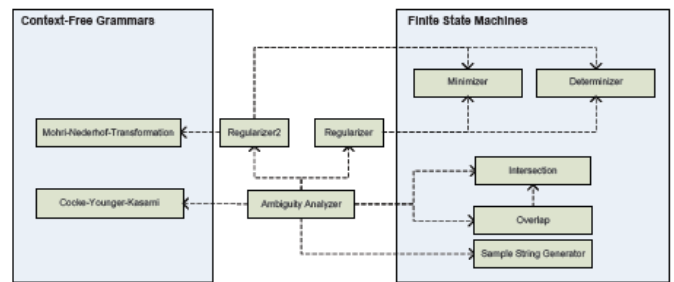 Context-Free Grammars
Finite State Machines
Minimizer
Determinizer
Mohri-Nederhof-Transformation
Regularizer2
Regularizer
Intersection
Cocke-Younger-Kasami
Ambiguity Analyzer
Overlap
Sample String Generator